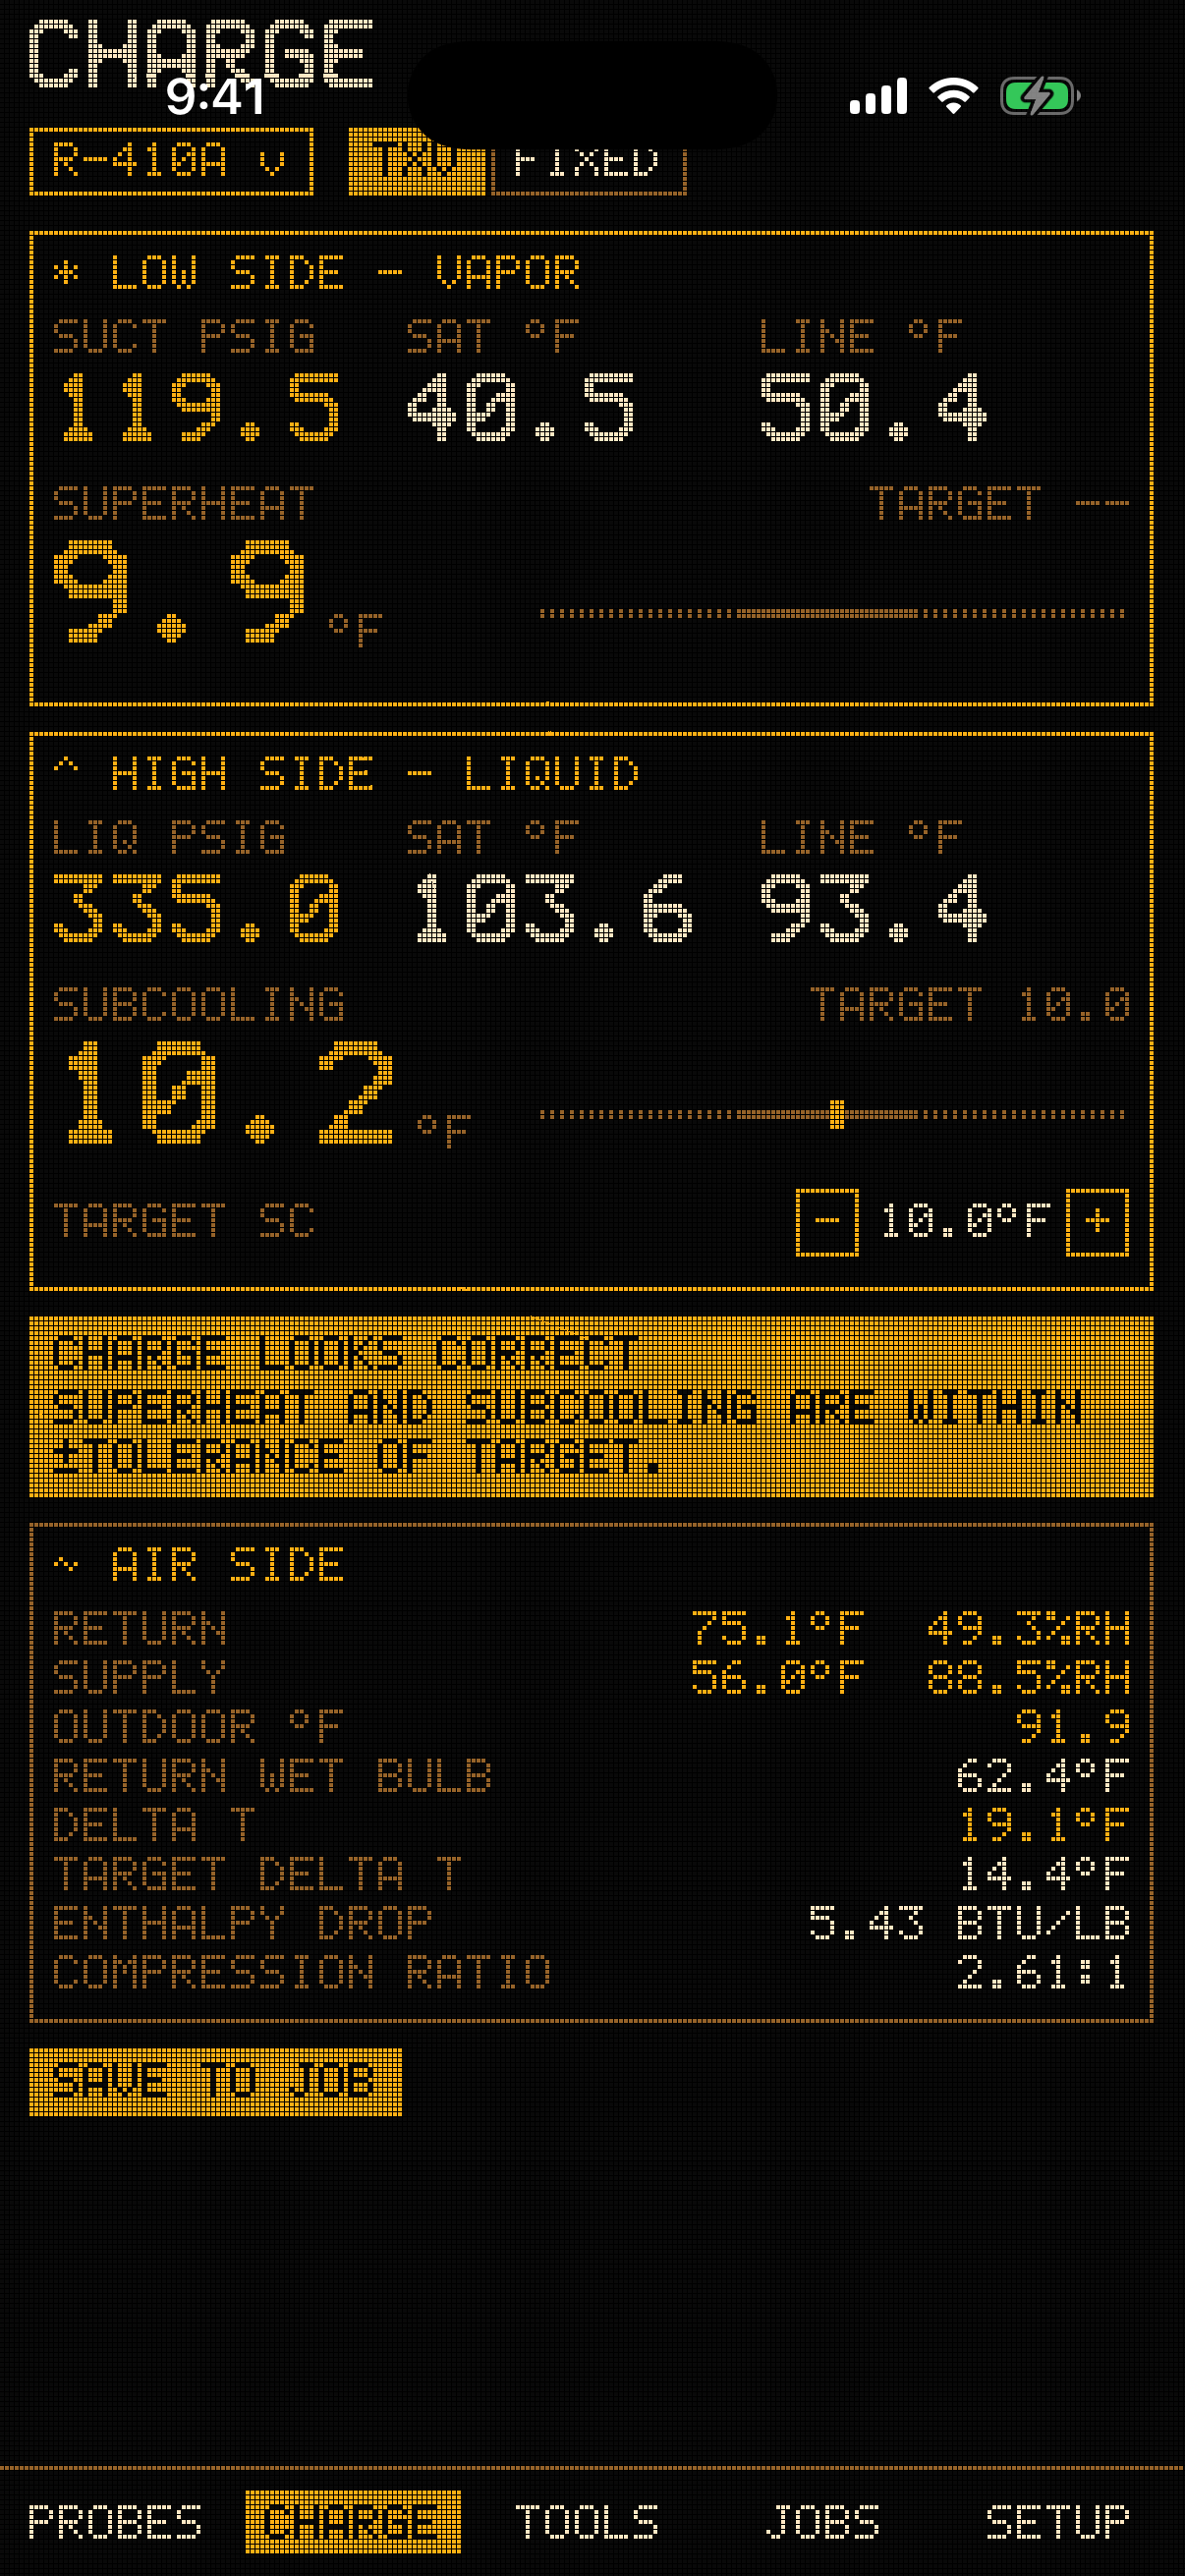 CHARGE
9:41
R-410A v TXV FIXED
* LOW SIDE - VAPOR
SUCT PSIG SAT °F LINE °F
119.5 40.5 50.4
SUPERHEAT TARGET --
9.9 °F
^ HIGH SIDE - LIQUID
LIQ PSIG SAT °F LINE °F
335.0 103.6 93.4
SUBCOOLING TARGET 10.0
10.2 °F
TARGET SC - 10.0°F +
CHARGE LOOKS CORRECT
SUPERHEAT AND SUBCOOLING ARE WITHIN
±TOLERANCE OF TARGET.
~ AIR SIDE
RETURN 75.1°F 49.3%RH
SUPPLY 56.0°F 88.5%RH
OUTDOOR °F 91.9
RETURN WET BULB 62.4°F
DELTA T 19.1°F
TARGET DELTA T 14.4°F
ENTHALPY DROP 5.43 BTU/LB
COMPRESSION RATIO 2.61:1
SAVE TO JOB
PROBES CHARGE TOOLS JOBS SETUP